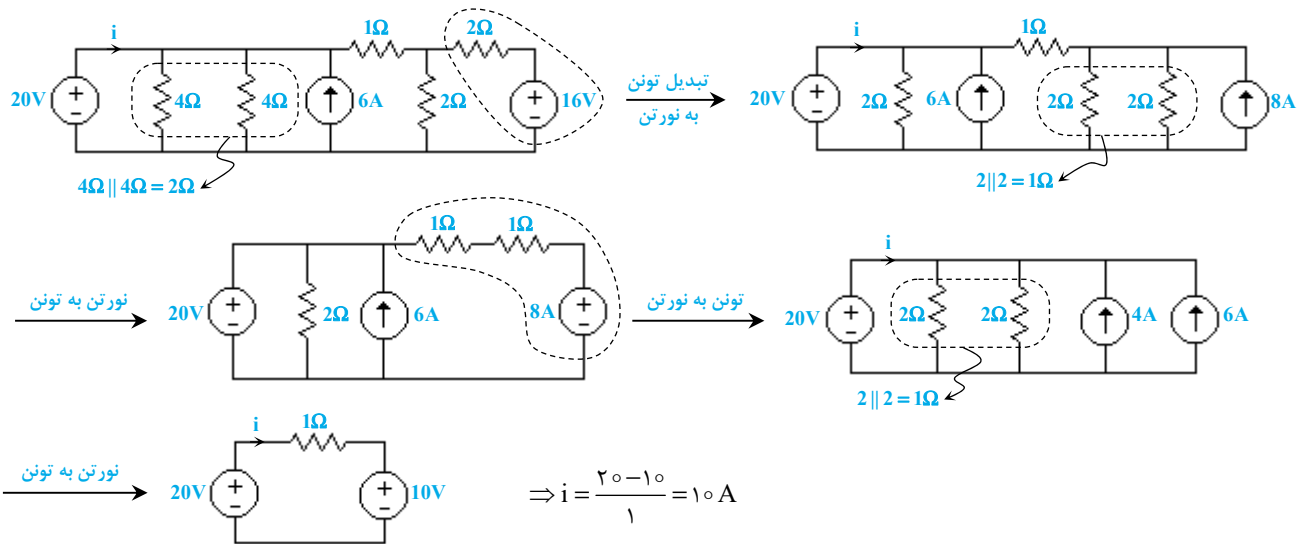 i 1Ω 2Ω
20V 4Ω 4Ω 6A 2Ω 16V
4Ω || 4Ω = 2Ω
تبدیل تونن
به نورتن
i 1Ω
20V 2Ω 6A 2Ω 2Ω 8A
2||2 = 1Ω
نورتن به تونن
1Ω 1Ω
20V 2Ω 6A 8A
تونن به نورتن
i
20V 2Ω 2Ω 4A 6A
2 || 2 = 1Ω
نورتن به تونن
i 1Ω
20V 10V
⇒ i = (۲۰−۱۰)/۱ = ۱۰ A